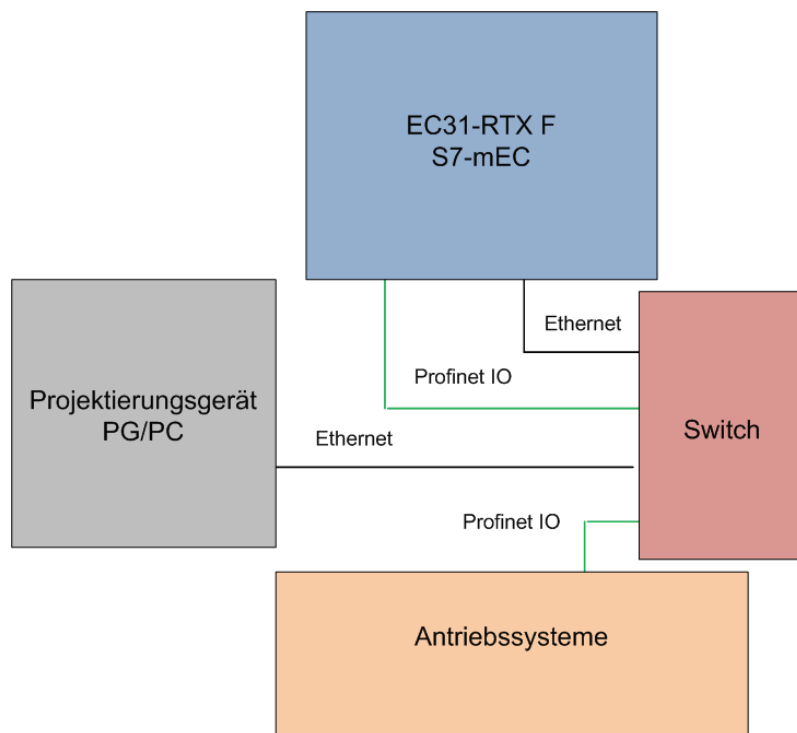 EC31-RTX F
S7-mEC
Ethernet
Profinet IO
Projektierungsgerät
PG/PC
Ethernet
Switch
Profinet IO
Antriebssysteme